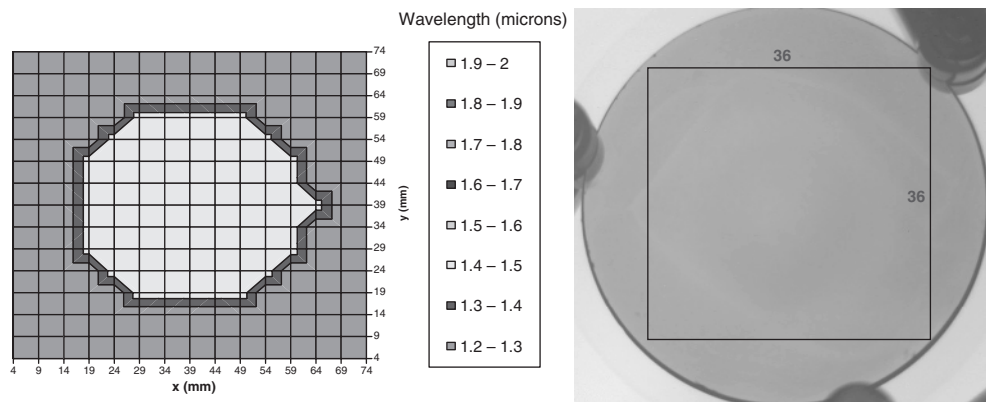 Wavelength (microns)
74
69
64
59
54
49
44
39
34
29
24
19
14
9
4
y (mm)
4 9 14 19 24 29 34 39 44 49 54 59 64 69 74
x (mm)
1.9 – 2
1.8 – 1.9
1.7 – 1.8
1.6 – 1.7
1.5 – 1.6
1.4 – 1.5
1.3 – 1.4
1.2 – 1.3
36
36